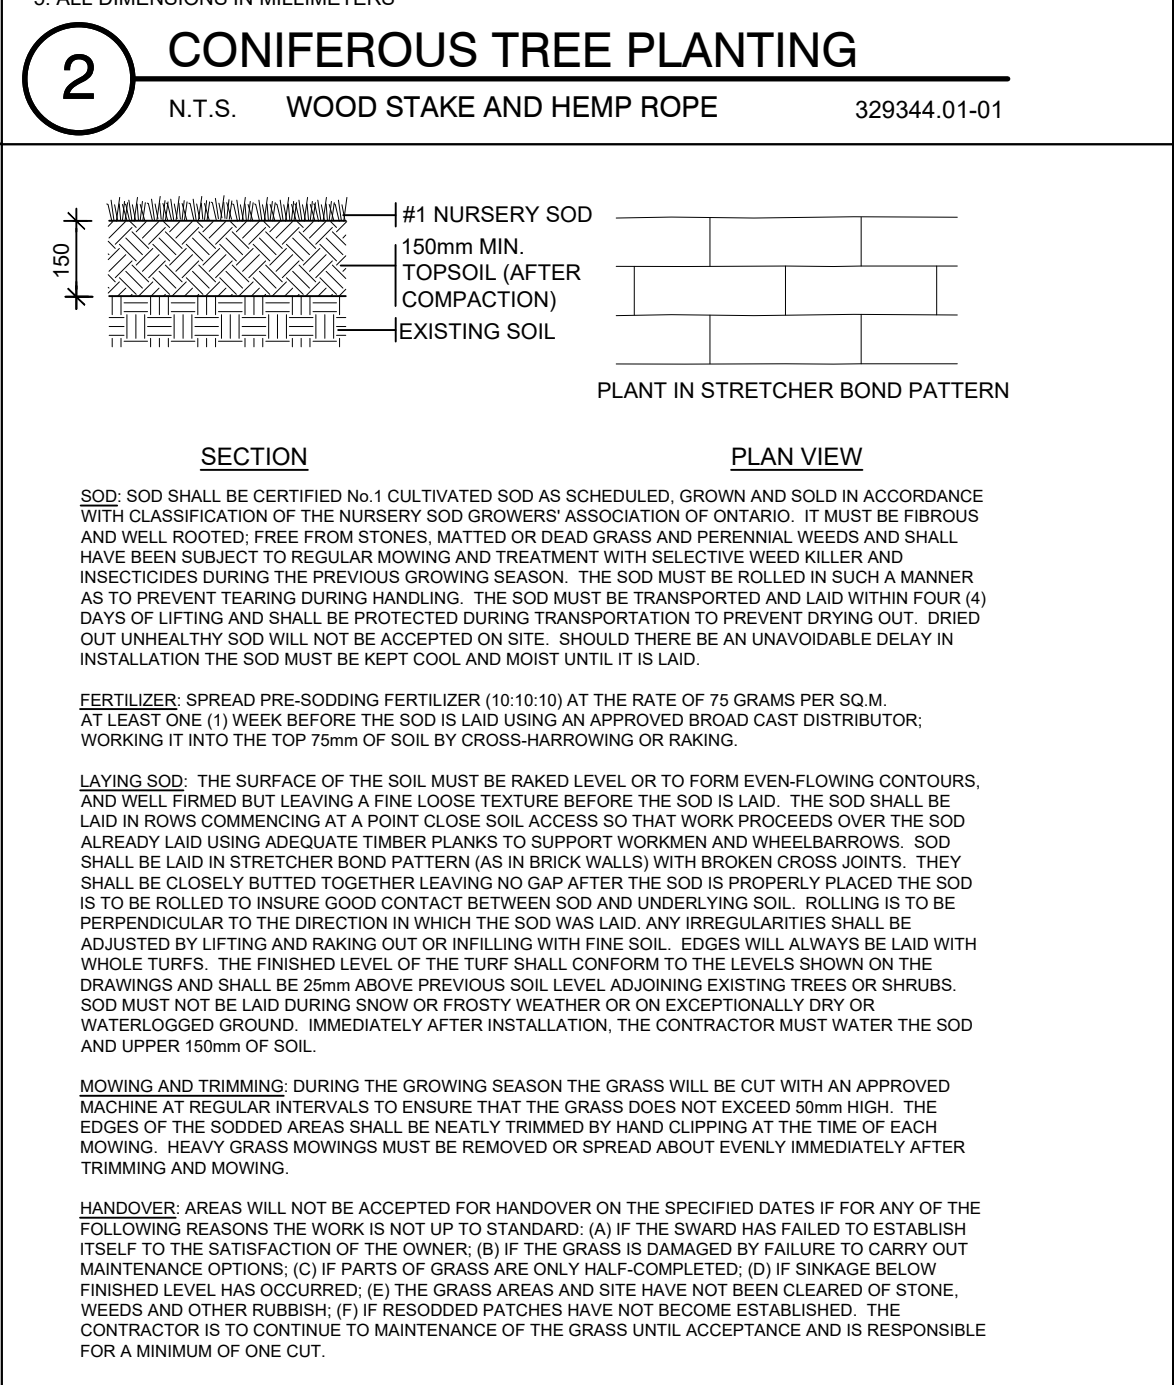 3. ALL DIMENSIONS IN MILLIMETERS
2
CONIFEROUS TREE PLANTING
N.T.S.
WOOD STAKE AND HEMP ROPE
329344.01-01
150
#1 NURSERY SOD
150mm MIN.
TOPSOIL (AFTER
COMPACTION)
EXISTING SOIL
PLANT IN STRETCHER BOND PATTERN
SECTION
PLAN VIEW
SOD: SOD SHALL BE CERTIFIED No.1 CULTIVATED SOD AS SCHEDULED, GROWN AND SOLD IN ACCORDANCE
WITH CLASSIFICATION OF THE NURSERY SOD GROWERS' ASSOCIATION OF ONTARIO. IT MUST BE FIBROUS
AND WELL ROOTED; FREE FROM STONES, MATTED OR DEAD GRASS AND PERENNIAL WEEDS AND SHALL
HAVE BEEN SUBJECT TO REGULAR MOWING AND TREATMENT WITH SELECTIVE WEED KILLER AND
INSECTICIDES DURING THE PREVIOUS GROWING SEASON. THE SOD MUST BE ROLLED IN SUCH A MANNER
AS TO PREVENT TEARING DURING HANDLING. THE SOD MUST BE TRANSPORTED AND LAID WITHIN FOUR (4)
DAYS OF LIFTING AND SHALL BE PROTECTED DURING TRANSPORTATION TO PREVENT DRYING OUT. DRIED
OUT UNHEALTHY SOD WILL NOT BE ACCEPTED ON SITE. SHOULD THERE BE AN UNAVOIDABLE DELAY IN
INSTALLATION THE SOD MUST BE KEPT COOL AND MOIST UNTIL IT IS LAID.
FERTILIZER: SPREAD PRE-SODDING FERTILIZER (10:10:10) AT THE RATE OF 75 GRAMS PER SQ.M.
AT LEAST ONE (1) WEEK BEFORE THE SOD IS LAID USING AN APPROVED BROAD CAST DISTRIBUTOR;
WORKING IT INTO THE TOP 75mm OF SOIL BY CROSS-HARROWING OR RAKING.
LAYING SOD: THE SURFACE OF THE SOIL MUST BE RAKED LEVEL OR TO FORM EVEN-FLOWING CONTOURS,
AND WELL FIRMED BUT LEAVING A FINE LOOSE TEXTURE BEFORE THE SOD IS LAID. THE SOD SHALL BE
LAID IN ROWS COMMENCING AT A POINT CLOSE SOIL ACCESS SO THAT WORK PROCEEDS OVER THE SOD
ALREADY LAID USING ADEQUATE TIMBER PLANKS TO SUPPORT WORKMEN AND WHEELBARROWS. SOD
SHALL BE LAID IN STRETCHER BOND PATTERN (AS IN BRICK WALLS) WITH BROKEN CROSS JOINTS. THEY
SHALL BE CLOSELY BUTTED TOGETHER LEAVING NO GAP AFTER THE SOD IS PROPERLY PLACED THE SOD
IS TO BE ROLLED TO INSURE GOOD CONTACT BETWEEN SOD AND UNDERLYING SOIL. ROLLING IS TO BE
PERPENDICULAR TO THE DIRECTION IN WHICH THE SOD WAS LAID. ANY IRREGULARITIES SHALL BE
ADJUSTED BY LIFTING AND RAKING OUT OR INFILLING WITH FINE SOIL. EDGES WILL ALWAYS BE LAID WITH
WHOLE TURFS. THE FINISHED LEVEL OF THE TURF SHALL CONFORM TO THE LEVELS SHOWN ON THE
DRAWINGS AND SHALL BE 25mm ABOVE PREVIOUS SOIL LEVEL ADJOINING EXISTING TREES OR SHRUBS.
SOD MUST NOT BE LAID DURING SNOW OR FROSTY WEATHER OR ON EXCEPTIONALLY DRY OR
WATERLOGGED GROUND. IMMEDIATELY AFTER INSTALLATION, THE CONTRACTOR MUST WATER THE SOD
AND UPPER 150mm OF SOIL.
MOWING AND TRIMMING: DURING THE GROWING SEASON THE GRASS WILL BE CUT WITH AN APPROVED
MACHINE AT REGULAR INTERVALS TO ENSURE THAT THE GRASS DOES NOT EXCEED 50mm HIGH. THE
EDGES OF THE SODDED AREAS SHALL BE NEATLY TRIMMED BY HAND CLIPPING AT THE TIME OF EACH
MOWING. HEAVY GRASS MOWINGS MUST BE REMOVED OR SPREAD ABOUT EVENLY IMMEDIATELY AFTER
TRIMMING AND MOWING.
HANDOVER: AREAS WILL NOT BE ACCEPTED FOR HANDOVER ON THE SPECIFIED DATES IF FOR ANY OF THE
FOLLOWING REASONS THE WORK IS NOT UP TO STANDARD: (A) IF THE SWARD HAS FAILED TO ESTABLISH
ITSELF TO THE SATISFACTION OF THE OWNER; (B) IF THE GRASS IS DAMAGED BY FAILURE TO CARRY OUT
MAINTENANCE OPTIONS; (C) IF PARTS OF GRASS ARE ONLY HALF-COMPLETED; (D) IF SINKAGE BELOW
FINISHED LEVEL HAS OCCURRED; (E) THE GRASS AREAS AND SITE HAVE NOT BEEN CLEARED OF STONE,
WEEDS AND OTHER RUBBISH; (F) IF RESODDED PATCHES HAVE NOT BECOME ESTABLISHED. THE
CONTRACTOR IS TO CONTINUE TO MAINTENANCE OF THE GRASS UNTIL ACCEPTANCE AND IS RESPONSIBLE
FOR A MINIMUM OF ONE CUT.